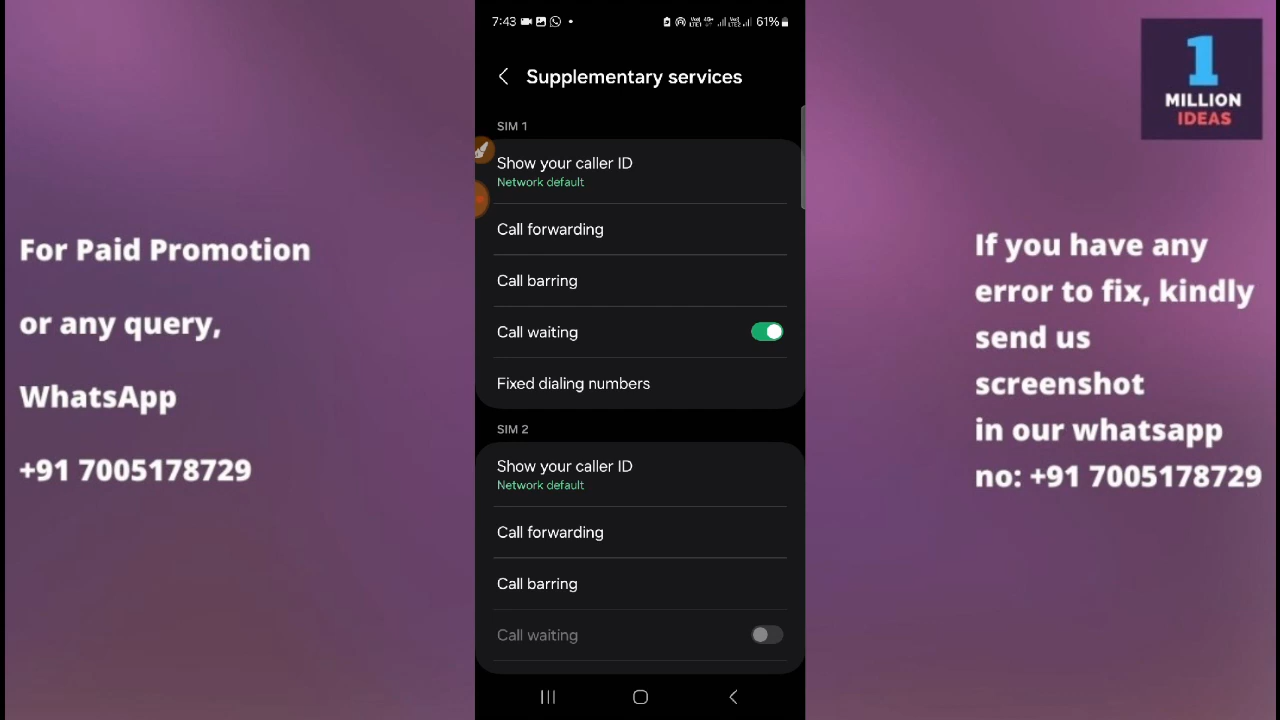 For Paid Promotion
or any query,
WhatsApp
+91 7005178729
7:43
61%
Supplementary services
SIM 1
Show your caller ID
Network default
Call forwarding
Call barring
Call waiting
Fixed dialing numbers
SIM 2
Show your caller ID
Network default
Call forwarding
Call barring
Call waiting
1
MILLION
IDEAS
If you have any
error to fix, kindly
send us
screenshot
in our whatsapp
no: +91 7005178729